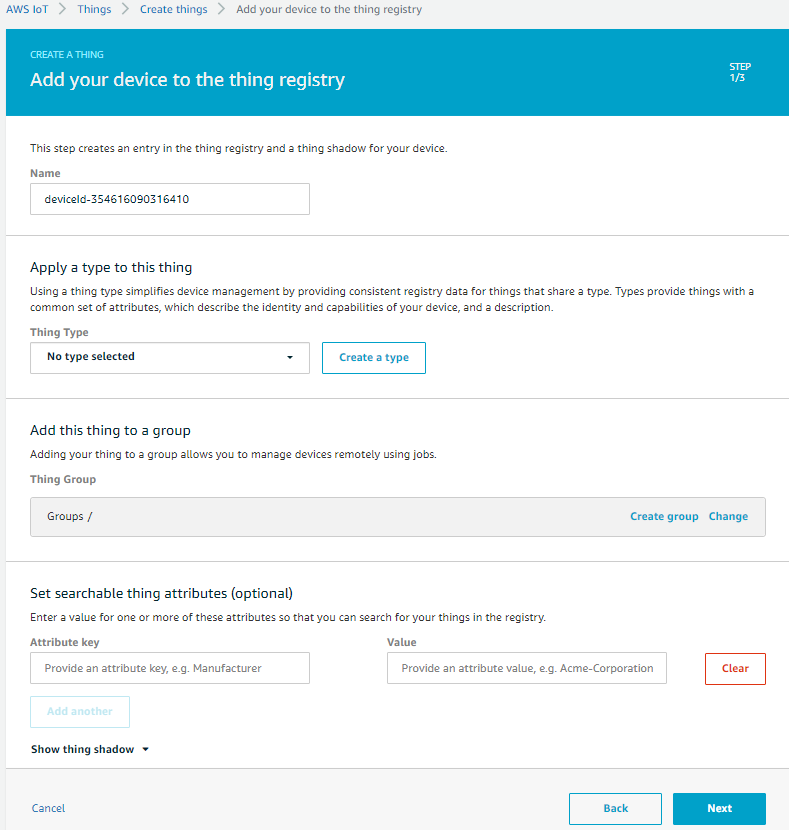 AWS IoT > Things > Create things > Add your device to the thing registry
CREATE A THING
Add your device to the thing registry
STEP
1/3
This step creates an entry in the thing registry and a thing shadow for your device.
Name
deviceId-354616090316410
Apply a type to this thing
Using a thing type simplifies device management by providing consistent registry data for things that share a type. Types provide things with a
common set of attributes, which describe the identity and capabilities of your device, and a description.
Thing Type
No type selected
Create a type
Add this thing to a group
Adding your thing to a group allows you to manage devices remotely using jobs.
Thing Group
Groups /
Create group Change
Set searchable thing attributes (optional)
Enter a value for one or more of these attributes so that you can search for your things in the registry.
Attribute key
Value
Provide an attribute key, e.g. Manufacturer
Provide an attribute value, e.g. Acme-Corporation
Clear
Add another
Show thing shadow
Cancel
Back
Next